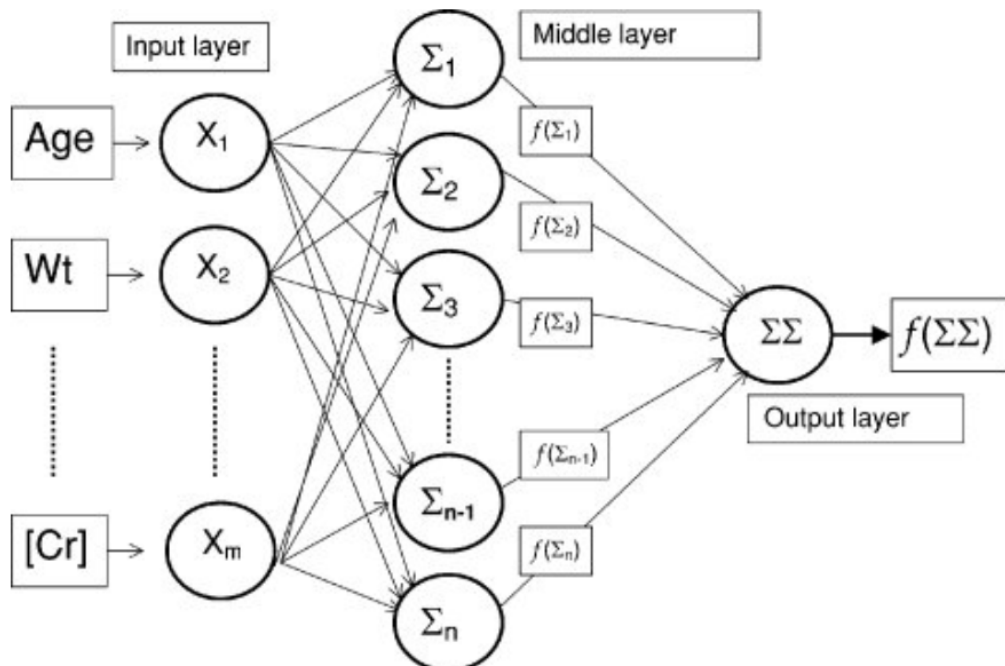 Input layer
Middle layer
Age
X₁
Σ₁
f(Σ₁)
Wt
X₂
Σ₂
f(Σ₂)
Σ₃
f(Σ₃)
ΣΣ
f(ΣΣ)
Output layer
[Cr]
Xₘ
Σₙ₋₁
f(Σₙ₋₁)
Σₙ
f(Σₙ)